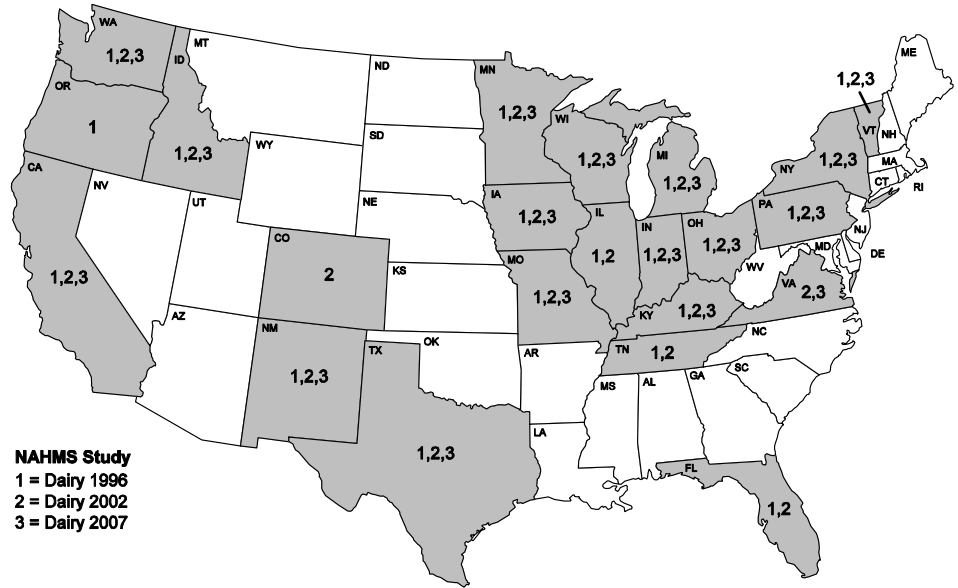 WA
1,2,3
MT
ID
ND
MN
ME
OR
1
1,2,3
1,2,3
WI
1,2,3
VT
NH
SD
1,2,3
MI
1,2,3
NY
1,2,3
MA
CT
RI
WY
CA
NV
UT
NE
IA
1,2,3
IL
1,2
IN
1,2,3
OH
1,2,3
PA
1,2,3
NJ
MD
DE
CO
2
KS
MO
1,2,3
WV
VA
2,3
1,2,3
KY
1,2,3
AZ
NM
1,2,3
TX
OK
AR
TN
1,2
NC
SC
MS
AL
GA
LA
1,2,3
FL
1,2
NAHMS Study
1 = Dairy 1996
2 = Dairy 2002
3 = Dairy 2007